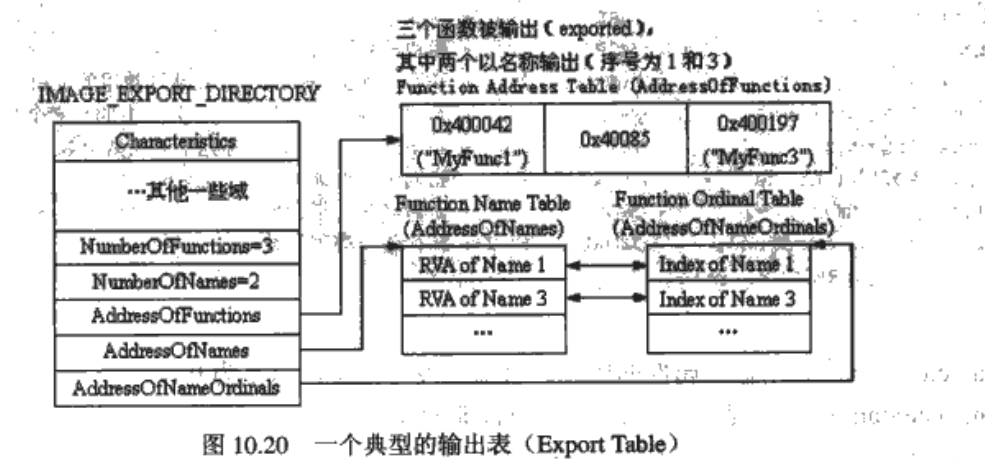 三个函数被输出( exported ),
其中两个以名称输出( 序号为 1 和 3 )
Function Address Table (AddressOfFunctions)
IMAGE_EXPORT_DIRECTORY
Characteristics
…其他一些域
NumberOfFunctions=3
NumberOfNames=2
AddressOfFunctions
AddressOfNames
AddressOfNameOrdinals
0x400042
("MyFunc1")
0x40085
0x400197
("MyFunc3")
Function Name Table
(AddressOfNames)
RVA of Name 1
RVA of Name 3
…
Function Ordinal Table
(AddressOfNameOrdinals)
Index of Name 1
Index of Name 3
…
图 10.20 一个典型的输出表（Export Table）